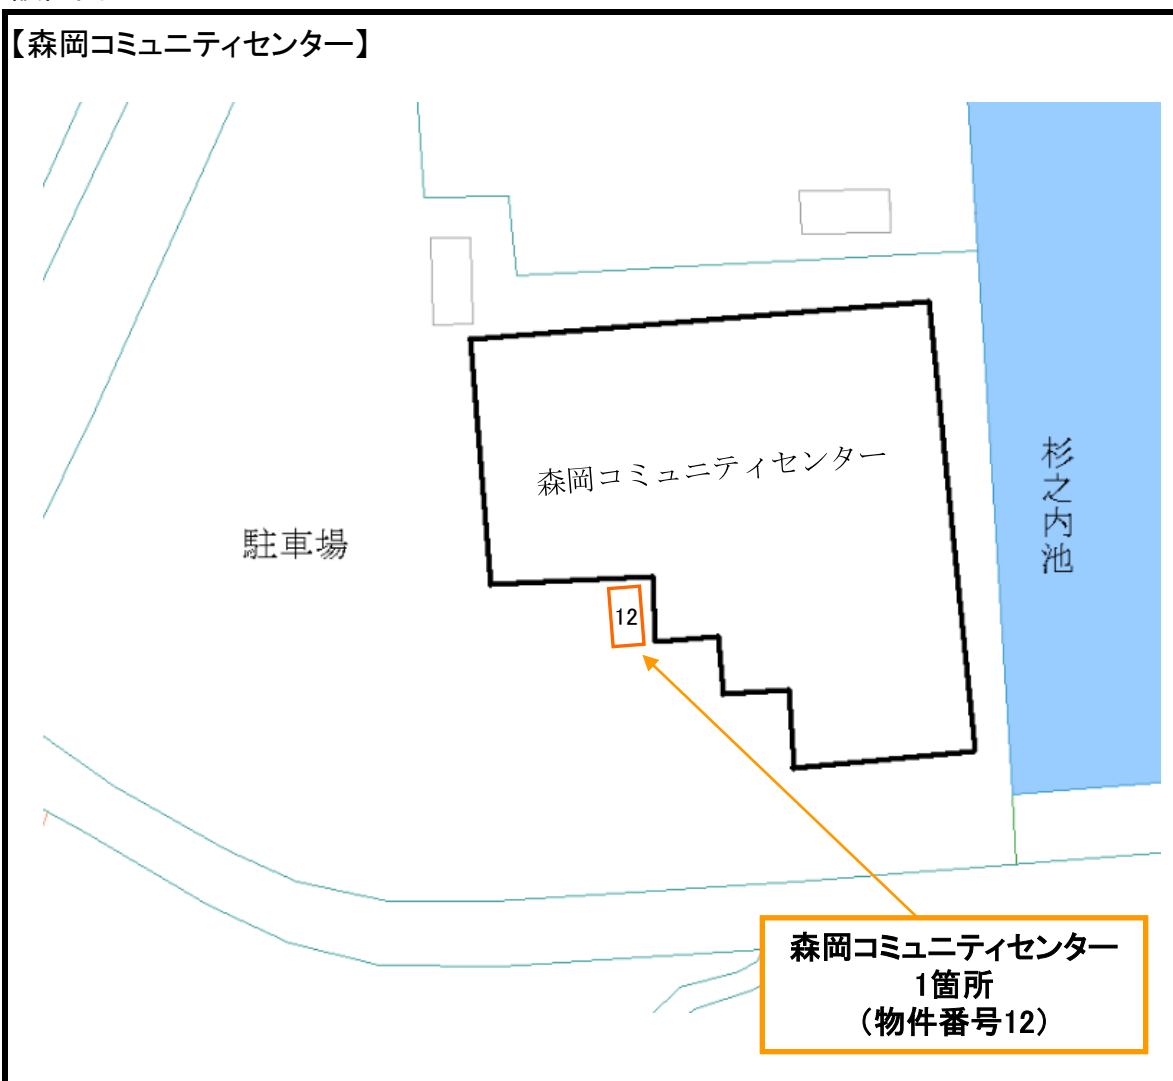 【森岡コミュニティセンター】
森岡コミュニティセンター
杉之内池
駐車場
12
森岡コミュニティセンター
1箇所
（物件番号12）